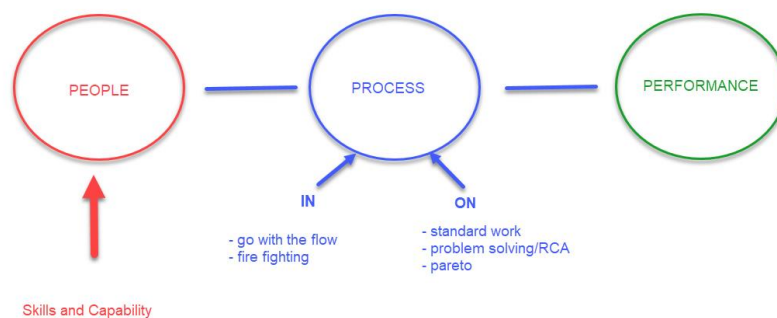 PEOPLE
PROCESS
PERFORMANCE
IN
- go with the flow
- fire fighting
ON
- standard work
- problem solving/RCA
- pareto
Skills and Capability